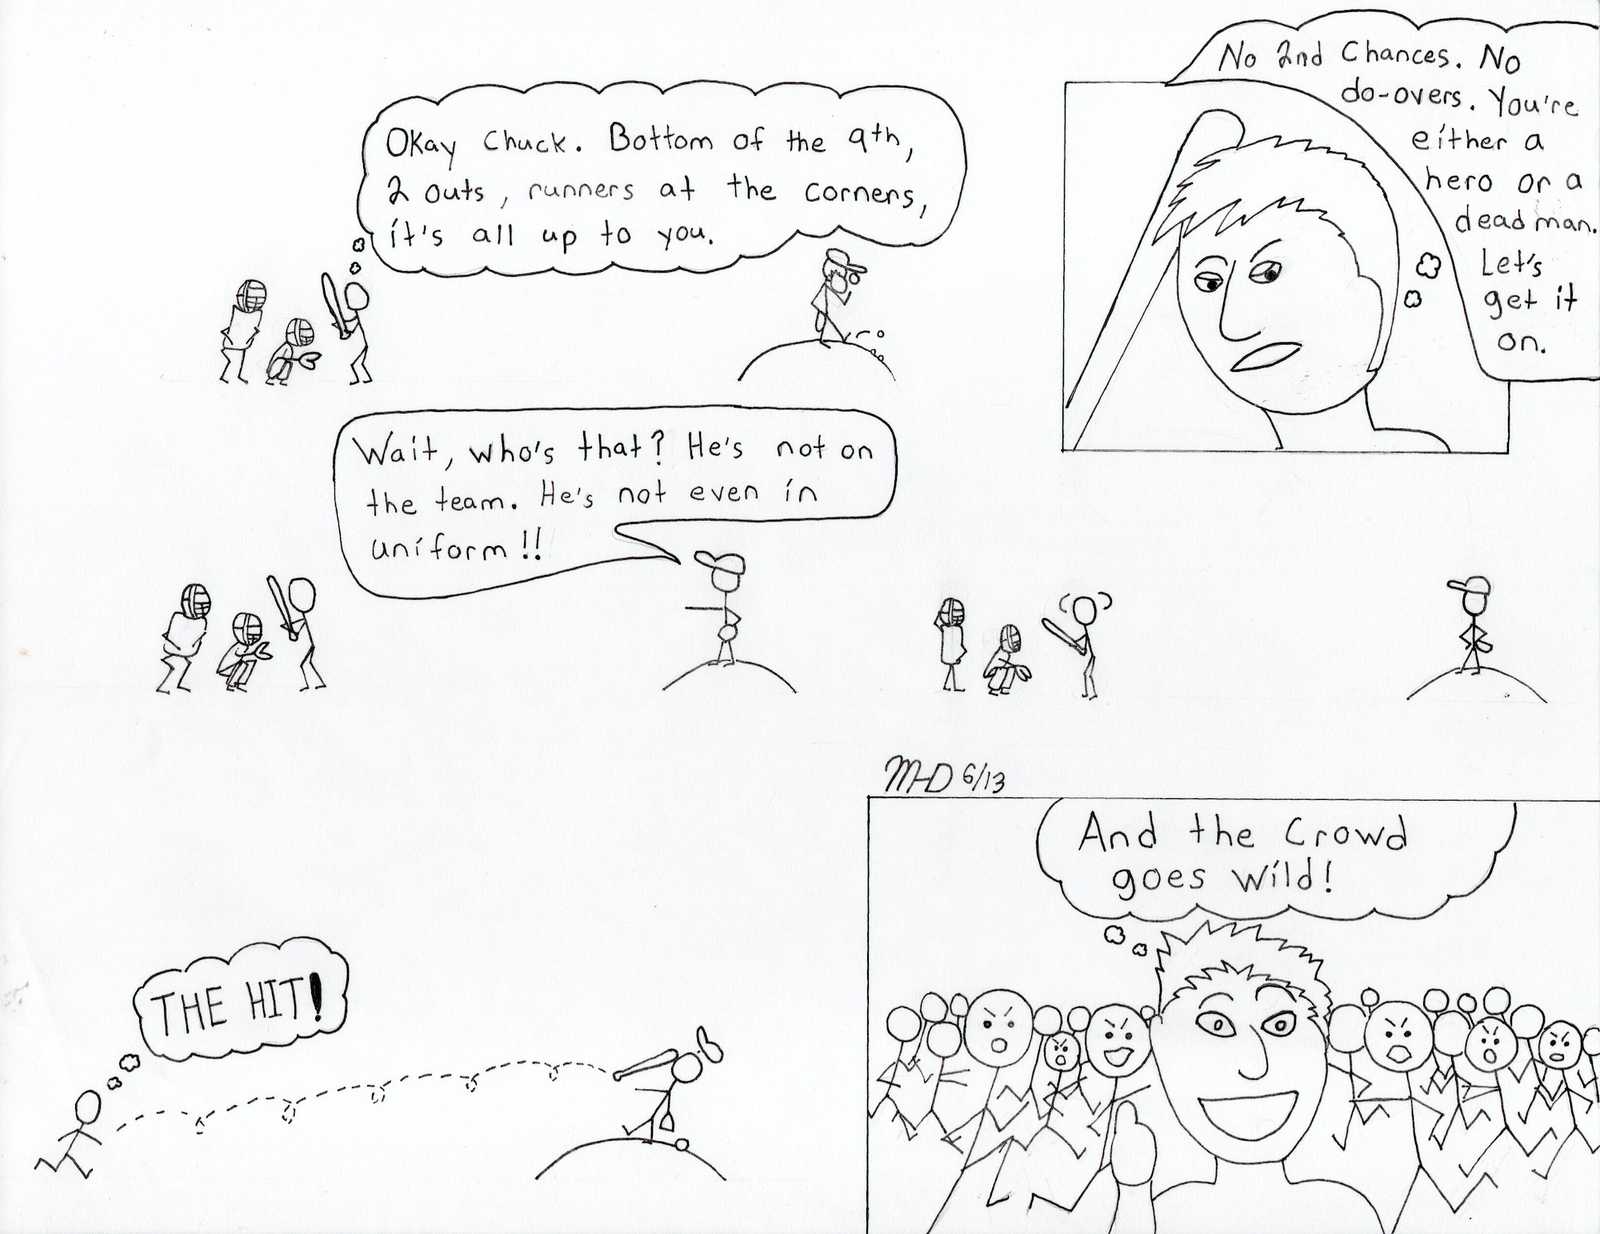 Okay Chuck. Bottom of the 9th,
2 outs, runners at the corners,
it's all up to you.
No 2nd Chances. No
do-overs. You're
either a
hero or a
dead man.
Let's
get it
on.
Wait, who's that? He's not on
the team. He's not even in
uniform!!
THE HIT!
MHD 6/13
And the Crowd
goes wild!